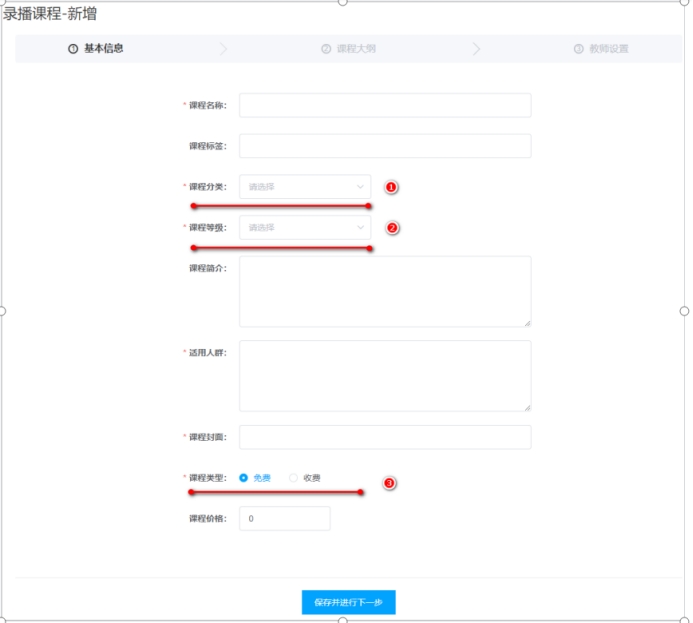 录播课程-新增
① 基本信息
② 课程大纲
③ 教师设置
* 课程名称:
课程标签:
* 课程分类: 请选择 1
* 课程等级: 请选择 2
课程简介:
* 适用人群:
* 课程封面:
* 课程类型: 免费 收费 3
课程价格: 0
保存并进行下一步